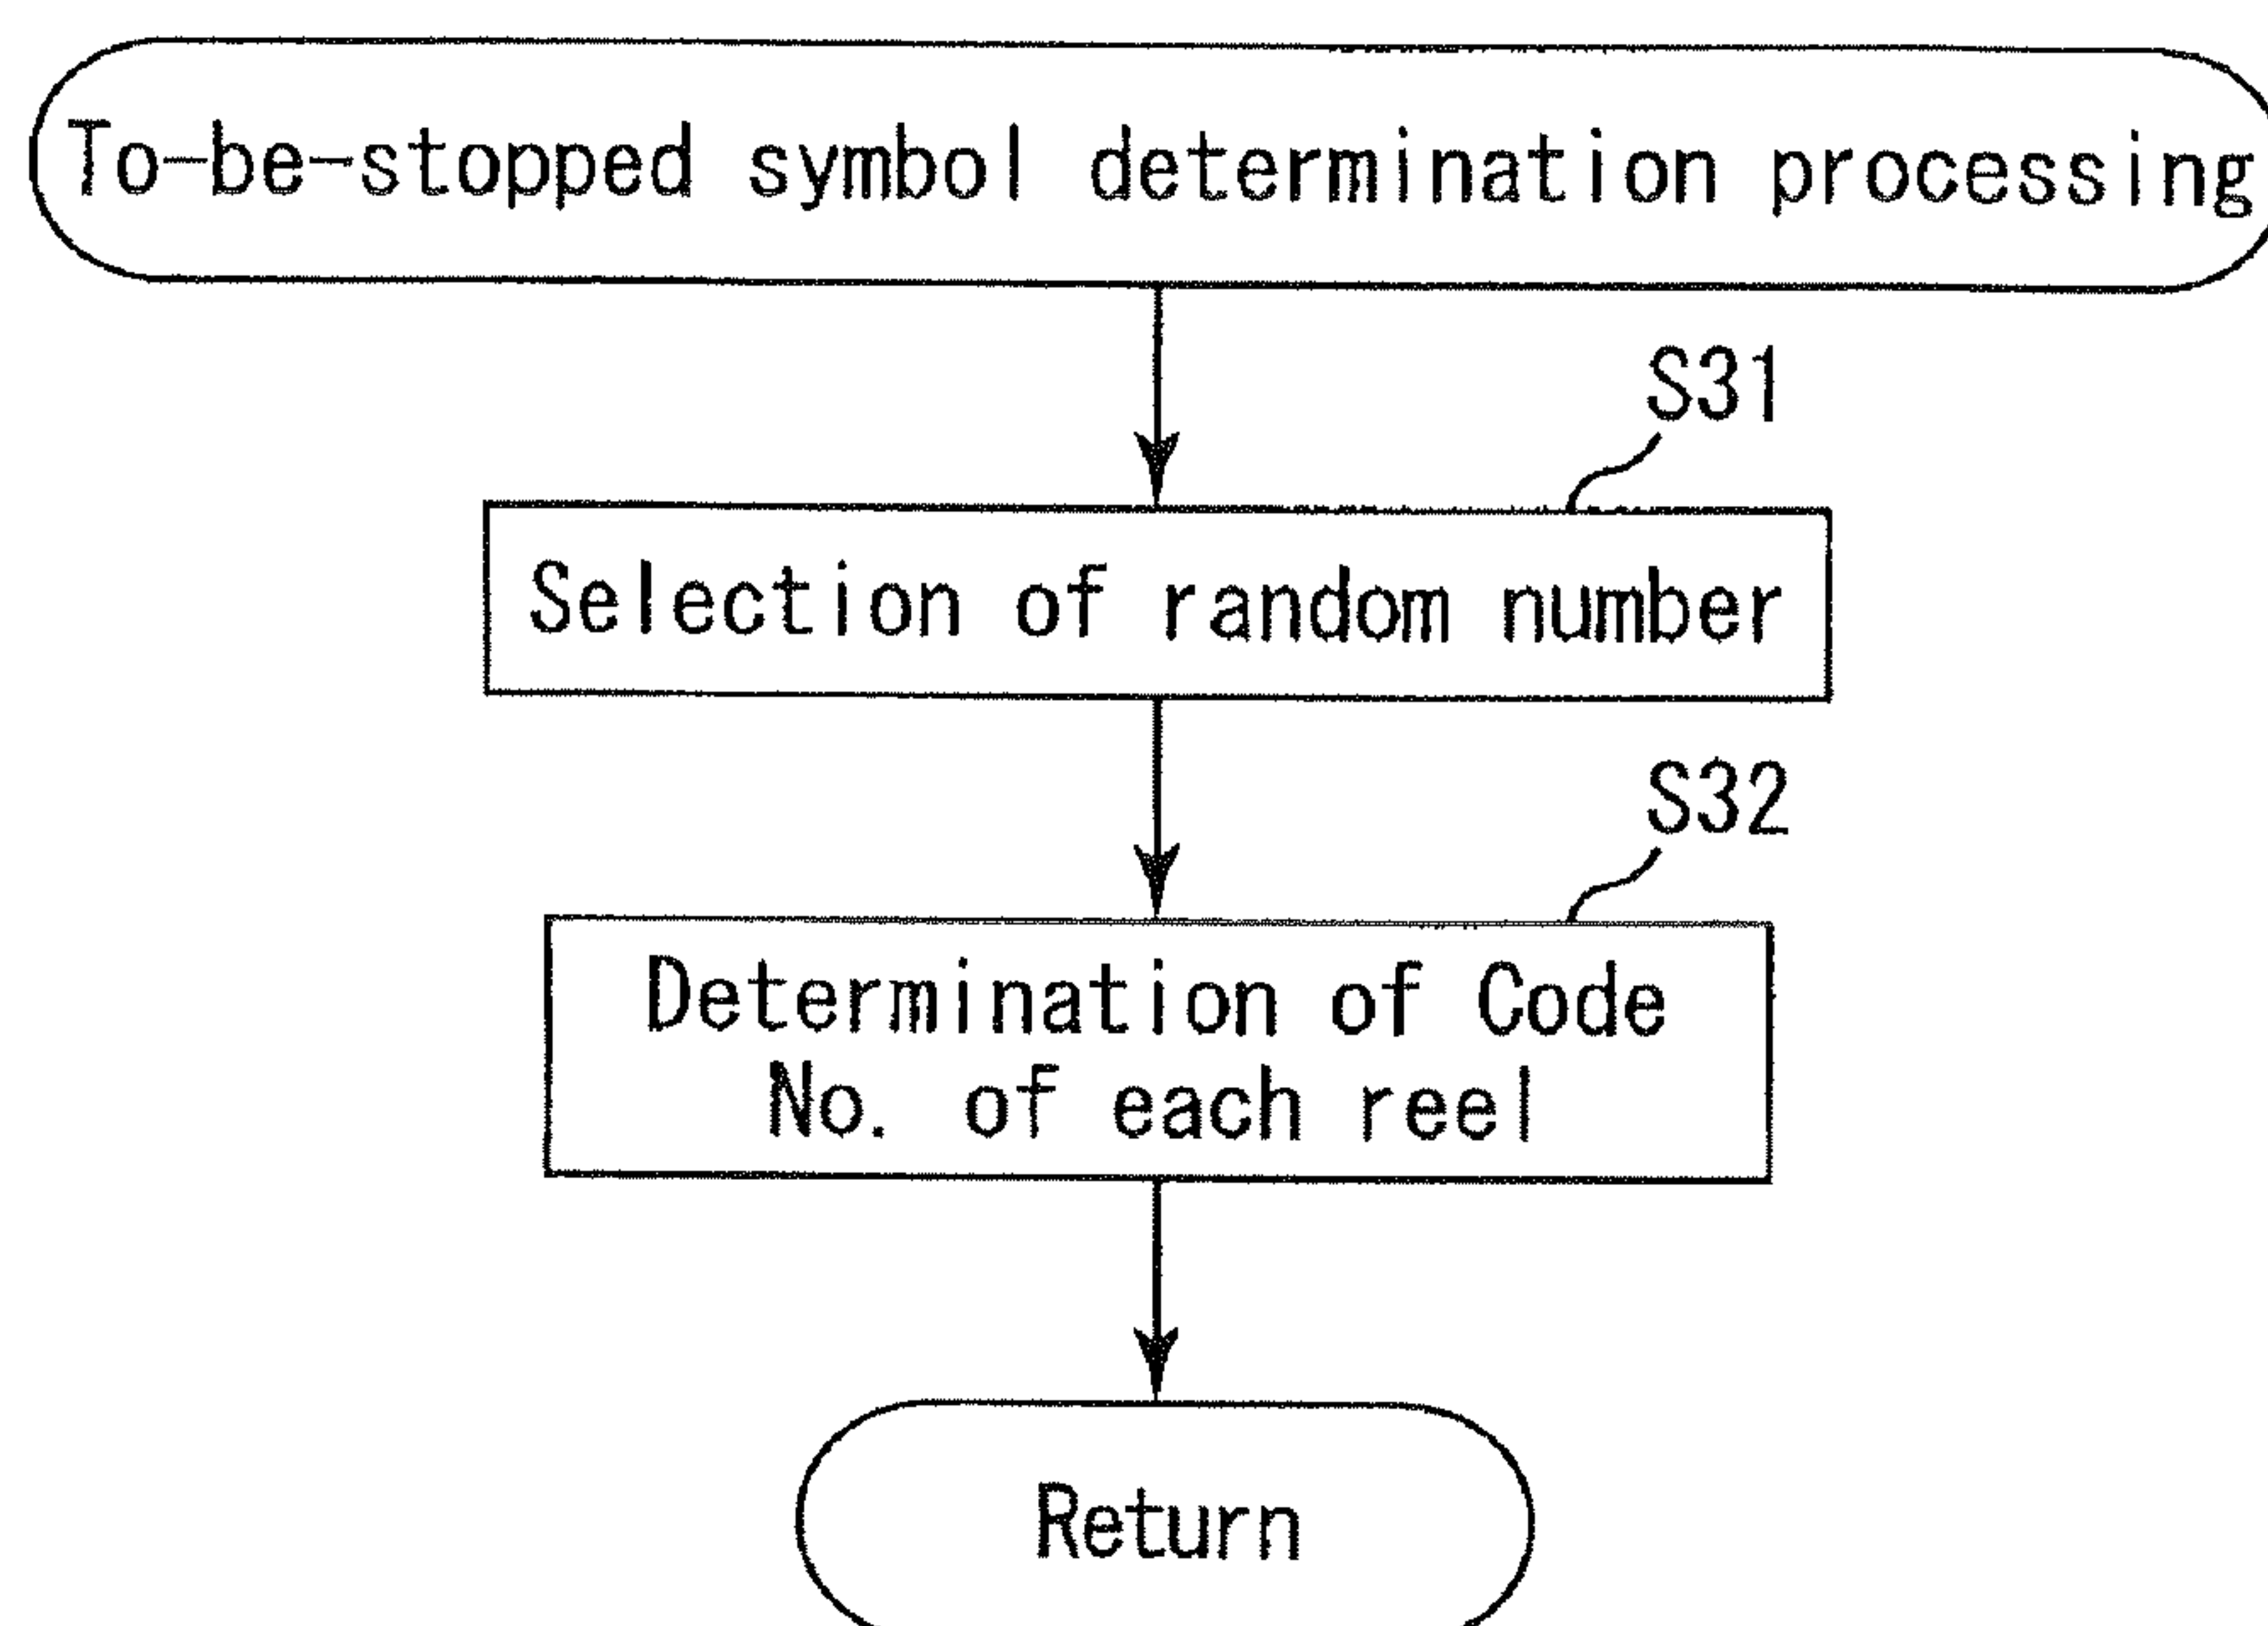 To-be-stopped symbol determination processing
S31
Selection of random number
S32
Determination of Code
No. of each reel
Return